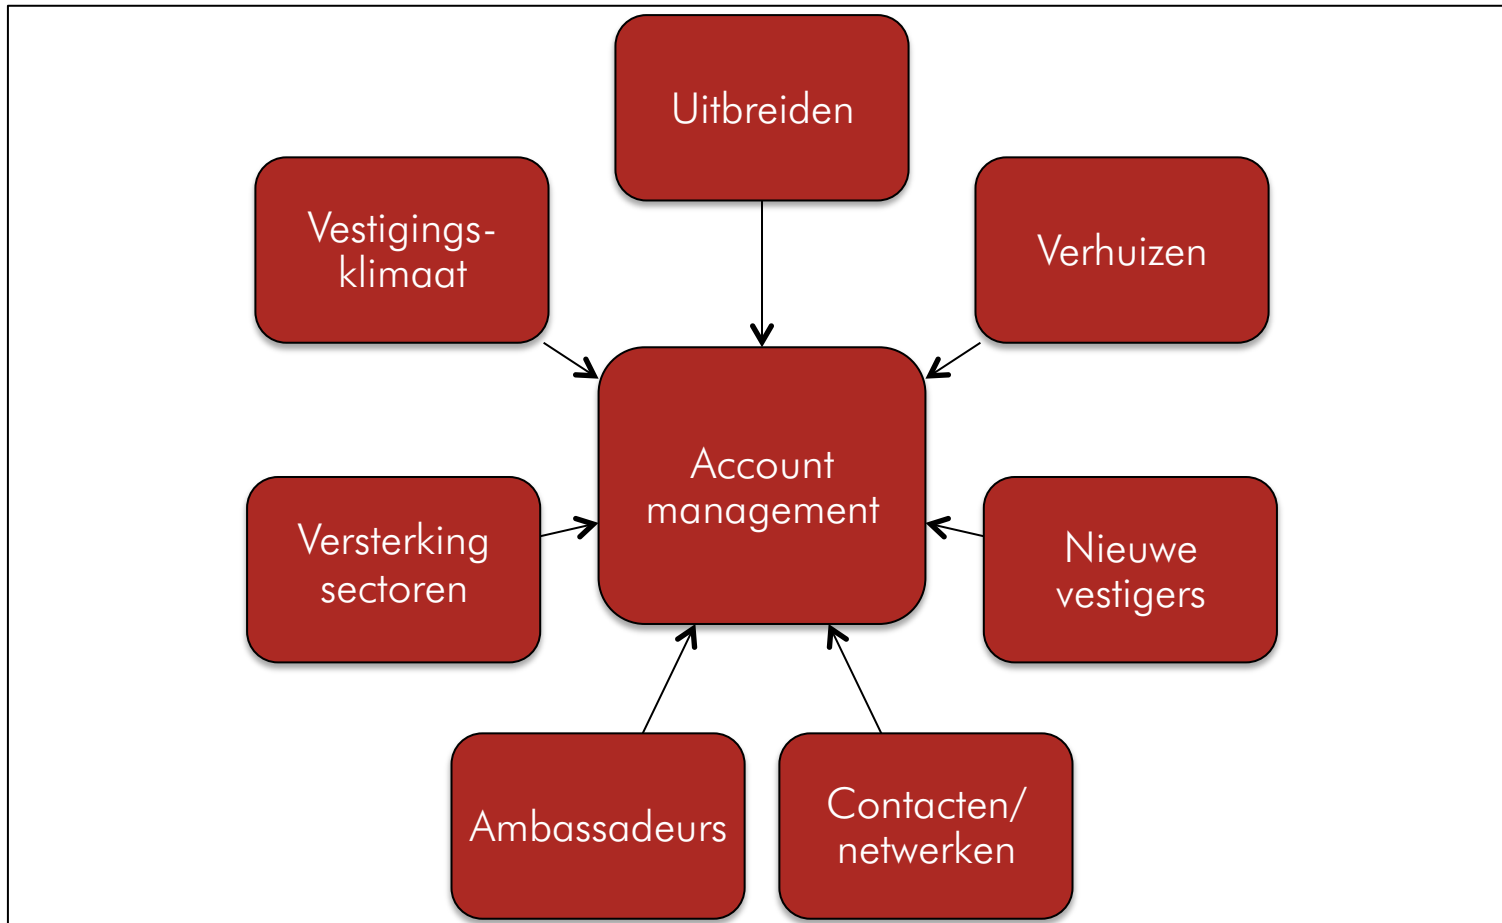 Uitbreiden
Vestigings-
klimaat
Verhuizen
Account
management
Versterking
sectoren
Nieuwe
vestigers
Ambassadeurs
Contacten/
netwerken